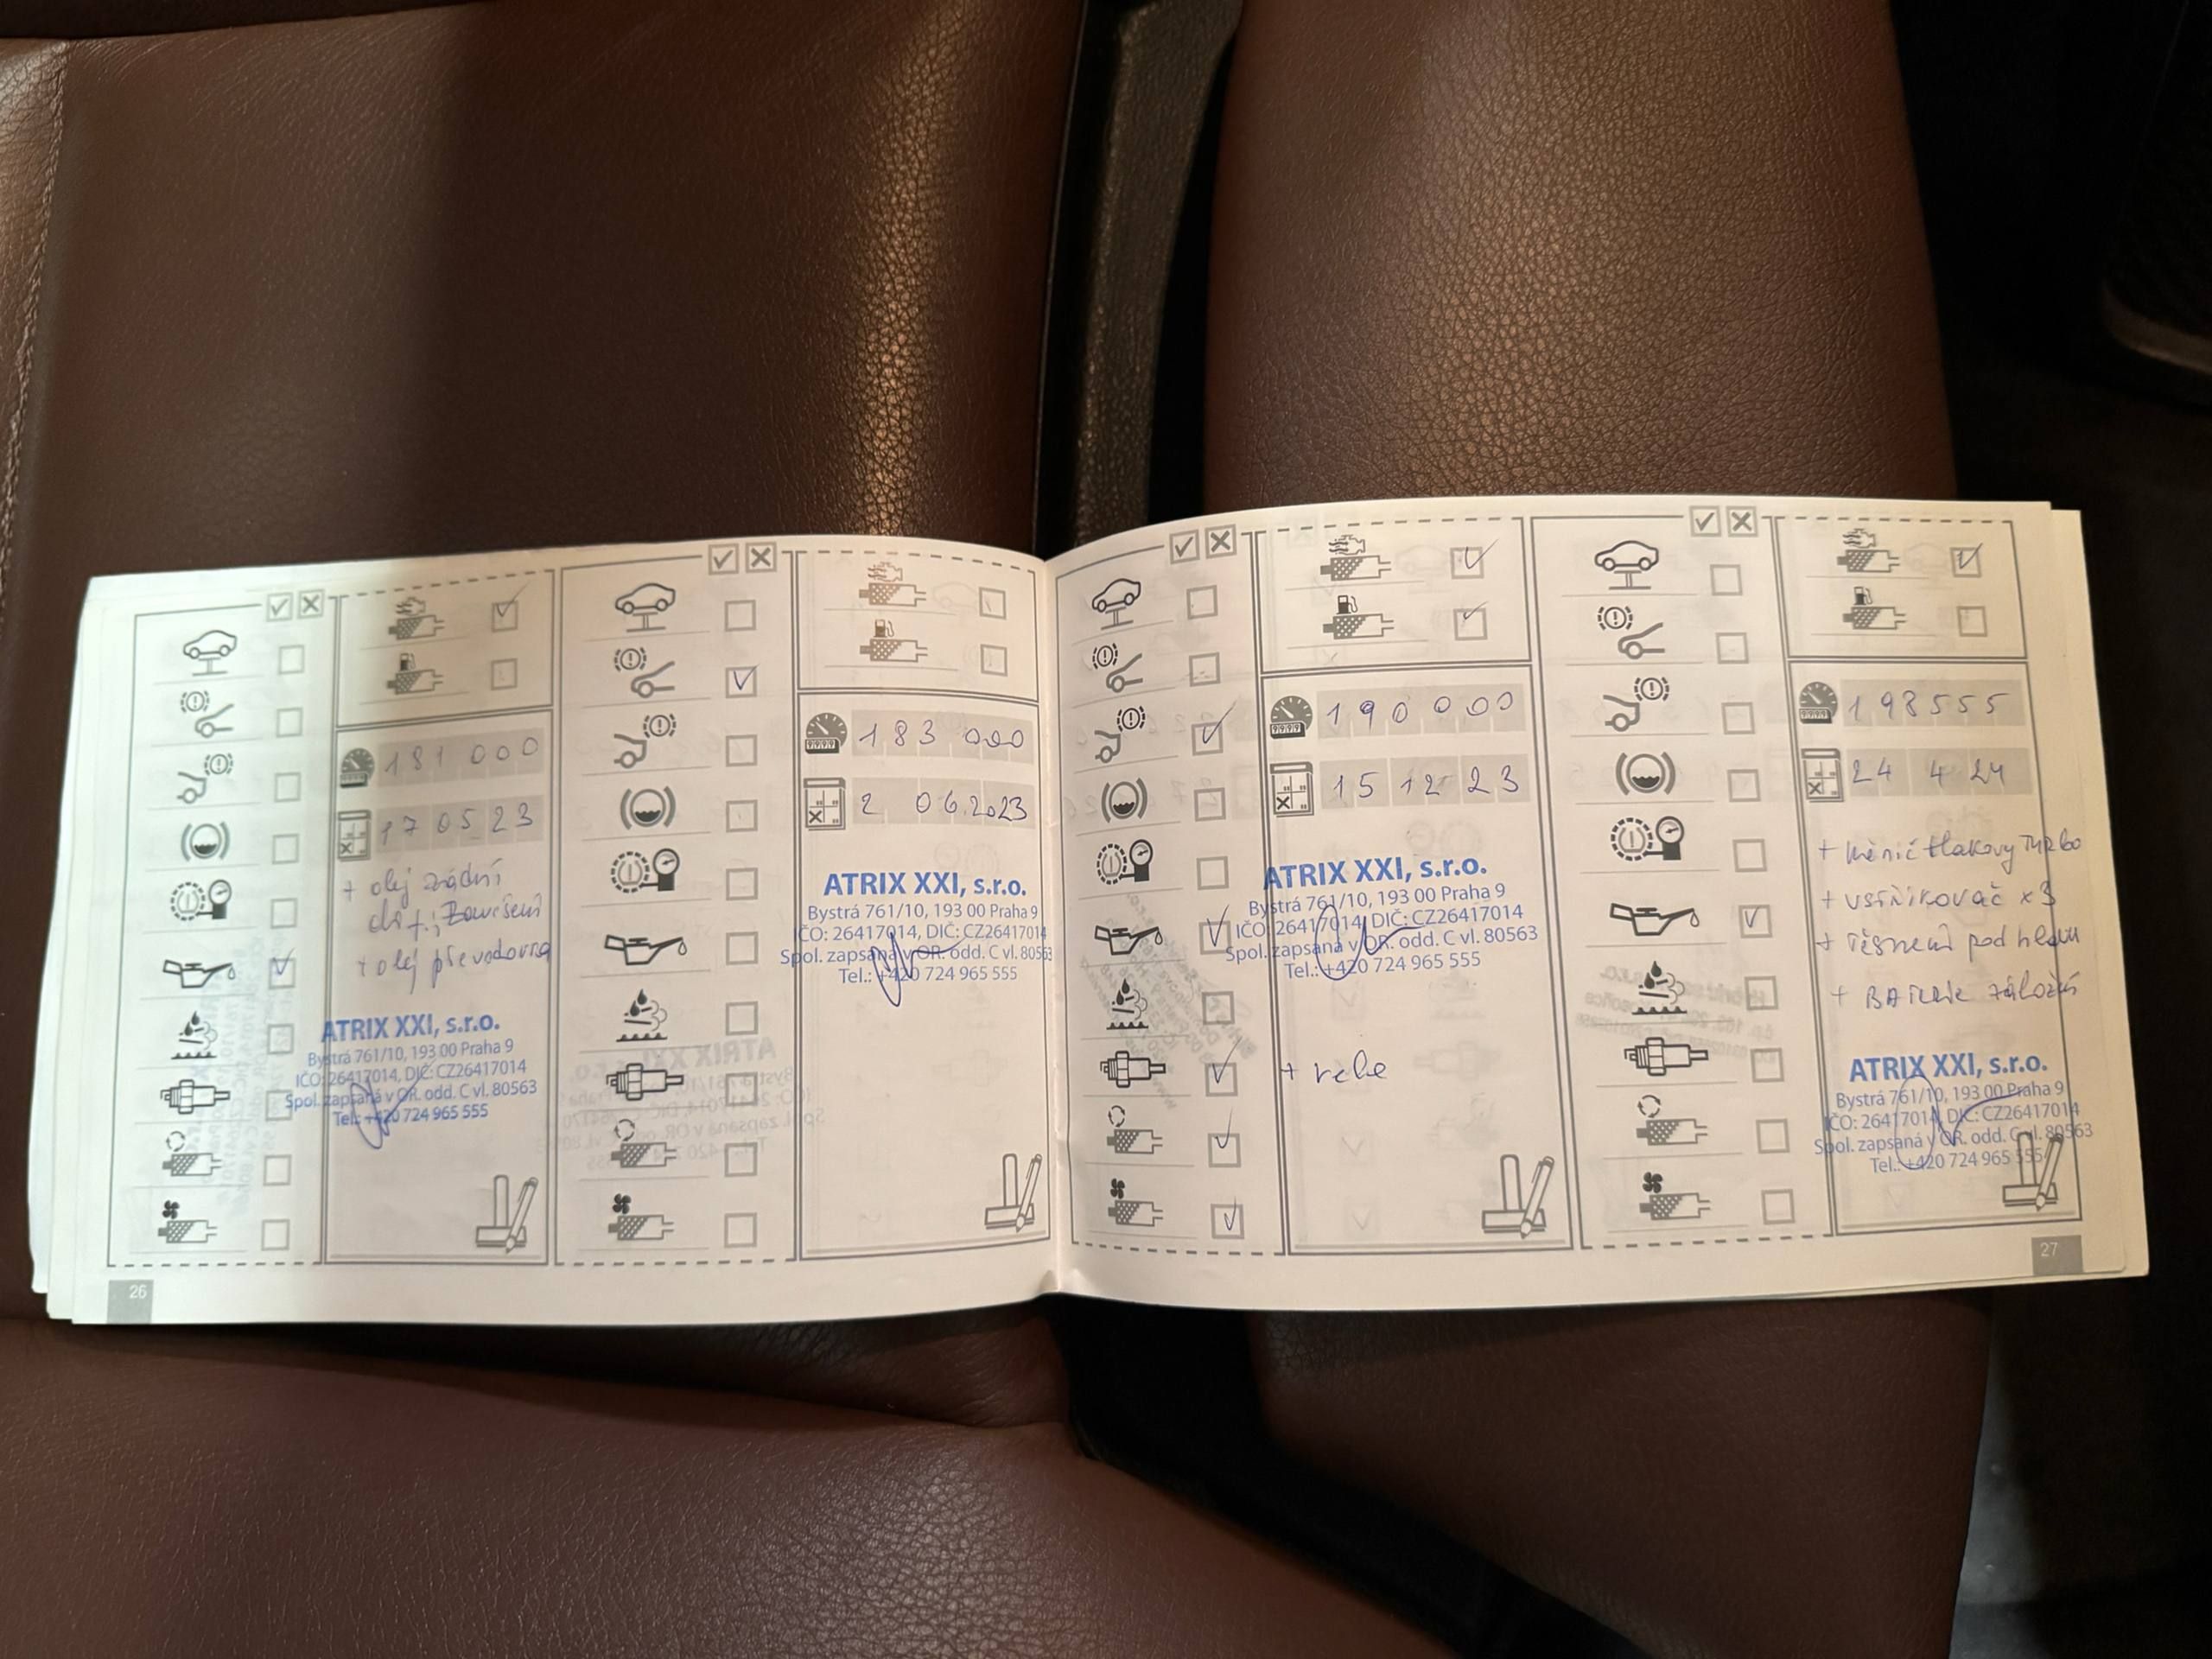 181000
17 05 23
+ olej zadní
dif., zavěšení
+ olej převodovka
ATRIX XXI, s.r.o.
Bystrá 761/10, 193 00 Praha 9
IČO: 26417014, DIČ: CZ26417014
Spol. zapsaná v OR. odd. C vl. 80563
Tel.: +420 724 965 555
26
183 000
2 06.2023
ATRIX XXI, s.r.o.
Bystrá 761/10, 193 00 Praha 9
IČO: 26417014, DIČ: CZ26417014
Spol. zapsaná v OR. odd. C vl. 80563
Tel.: +420 724 965 555
190 000
15 12 23
ATRIX XXI, s.r.o.
Bystrá 761/10, 193 00 Praha 9
IČO: 26417014, DIČ: CZ26417014
Spol. zapsaná v OR. odd. C vl. 80563
Tel.: +420 724 965 555
+ rele
198555
24 4 24
+ měnič tlakový turbo
+ vstřikovač x3
+ těsnění pod hlavu
+ BATERIE záložní
ATRIX XXI, s.r.o.
Bystrá 761/10, 193 00 Praha 9
IČO: 26417014, DIČ: CZ26417014
Spol. zapsaná v OR. odd. C vl. 80563
Tel.: +420 724 965 555
27